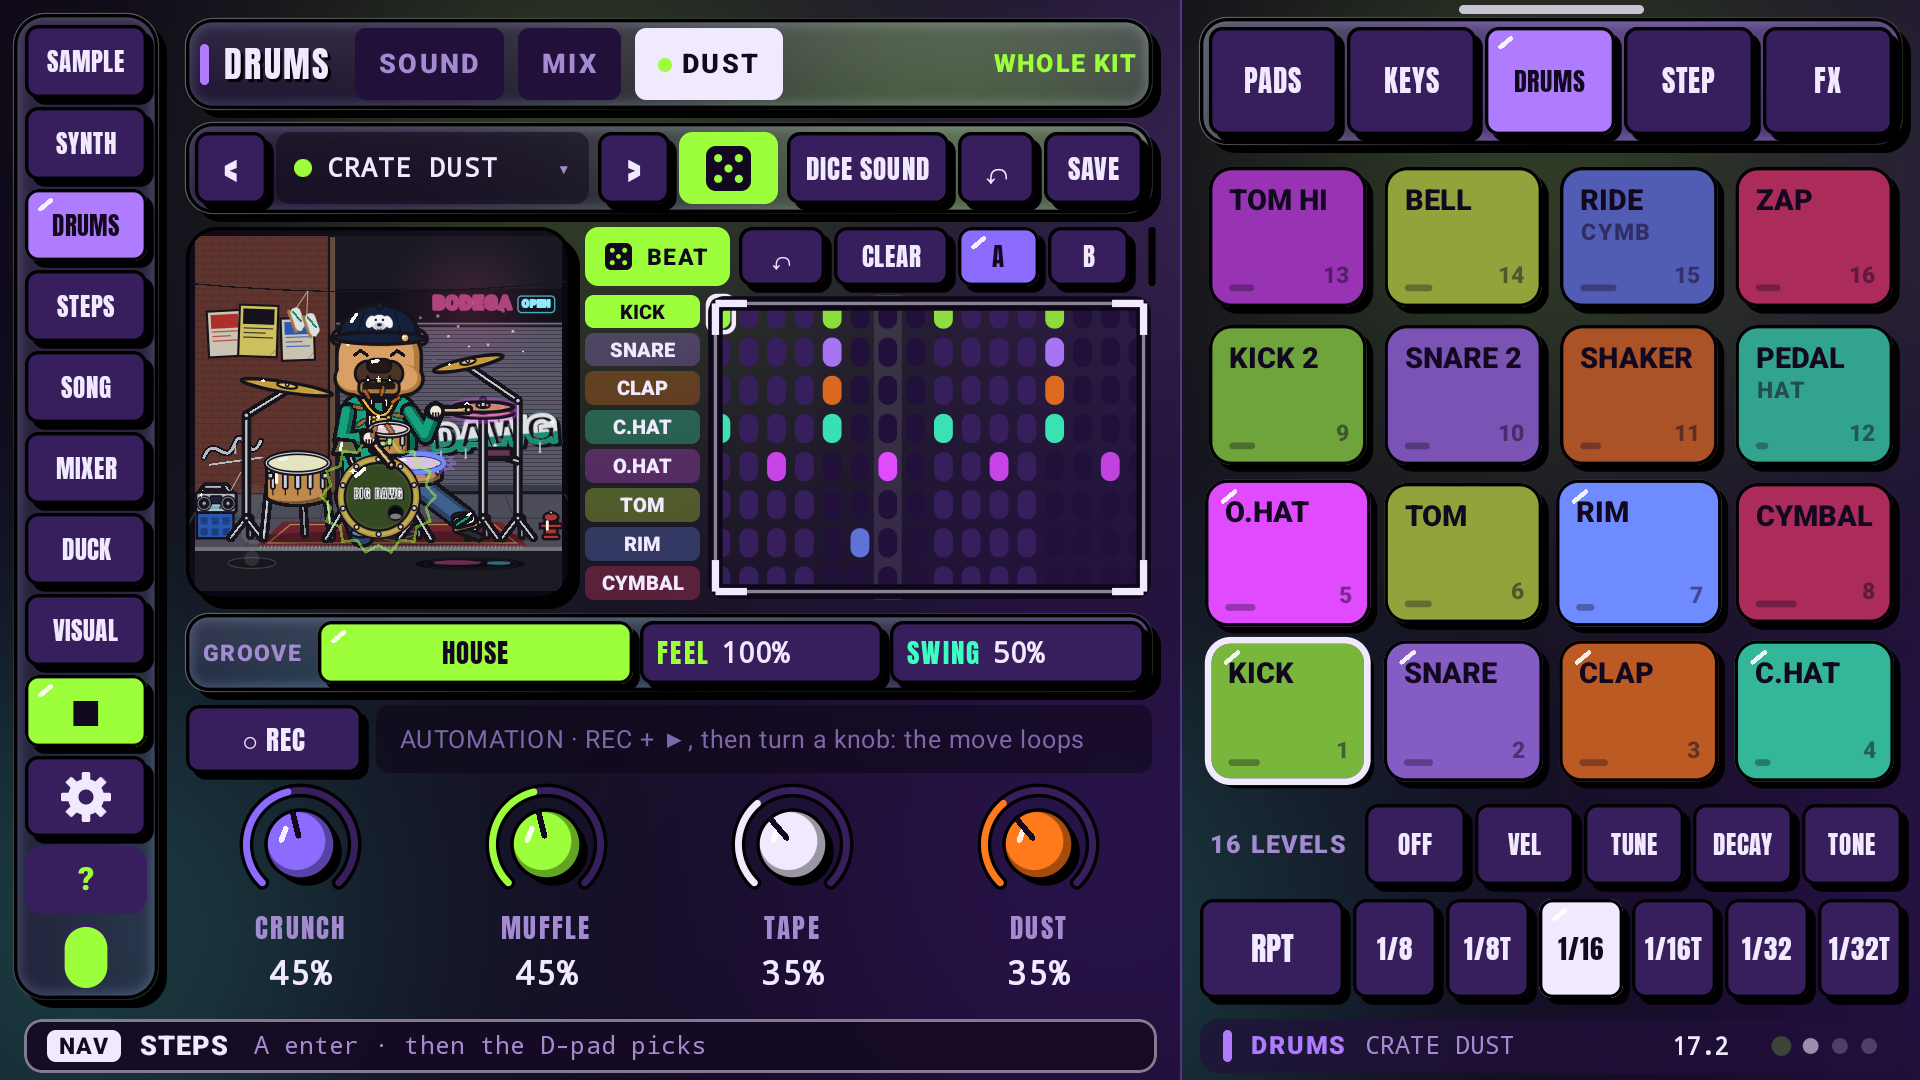 SAMPLE
SYNTH
DRUMS
STEPS
SONG
MIXER
DUCK
VISUAL
?
DRUMS SOUND MIX DUST WHOLE KIT
< CRATE DUST ▾ > DICE SOUND SAVE
BODEGA OPEN
DAWG
BIG DAWG
BEAT CLEAR A B
KICK
SNARE
CLAP
C.HAT
O.HAT
TOM
RIM
CYMBAL
GROOVE HOUSE FEEL 100% SWING 50%
○ REC AUTOMATION · REC + ►, then turn a knob: the move loops
CRUNCH MUFFLE TAPE DUST
45% 45% 35% 35%
NAV STEPS A enter · then the D-pad picks
PADS KEYS DRUMS STEP FX
TOM HI 13
BELL 14
RIDE CYMB 15
ZAP 16
KICK 2 9
SNARE 2 10
SHAKER 11
PEDAL HAT 12
O.HAT 5
TOM 6
RIM 7
CYMBAL 8
KICK 1
SNARE 2
CLAP 3
C.HAT 4
16 LEVELS OFF VEL TUNE DECAY TONE
RPT 1/8 1/8T 1/16 1/16T 1/32 1/32T
DRUMS CRATE DUST 17.2